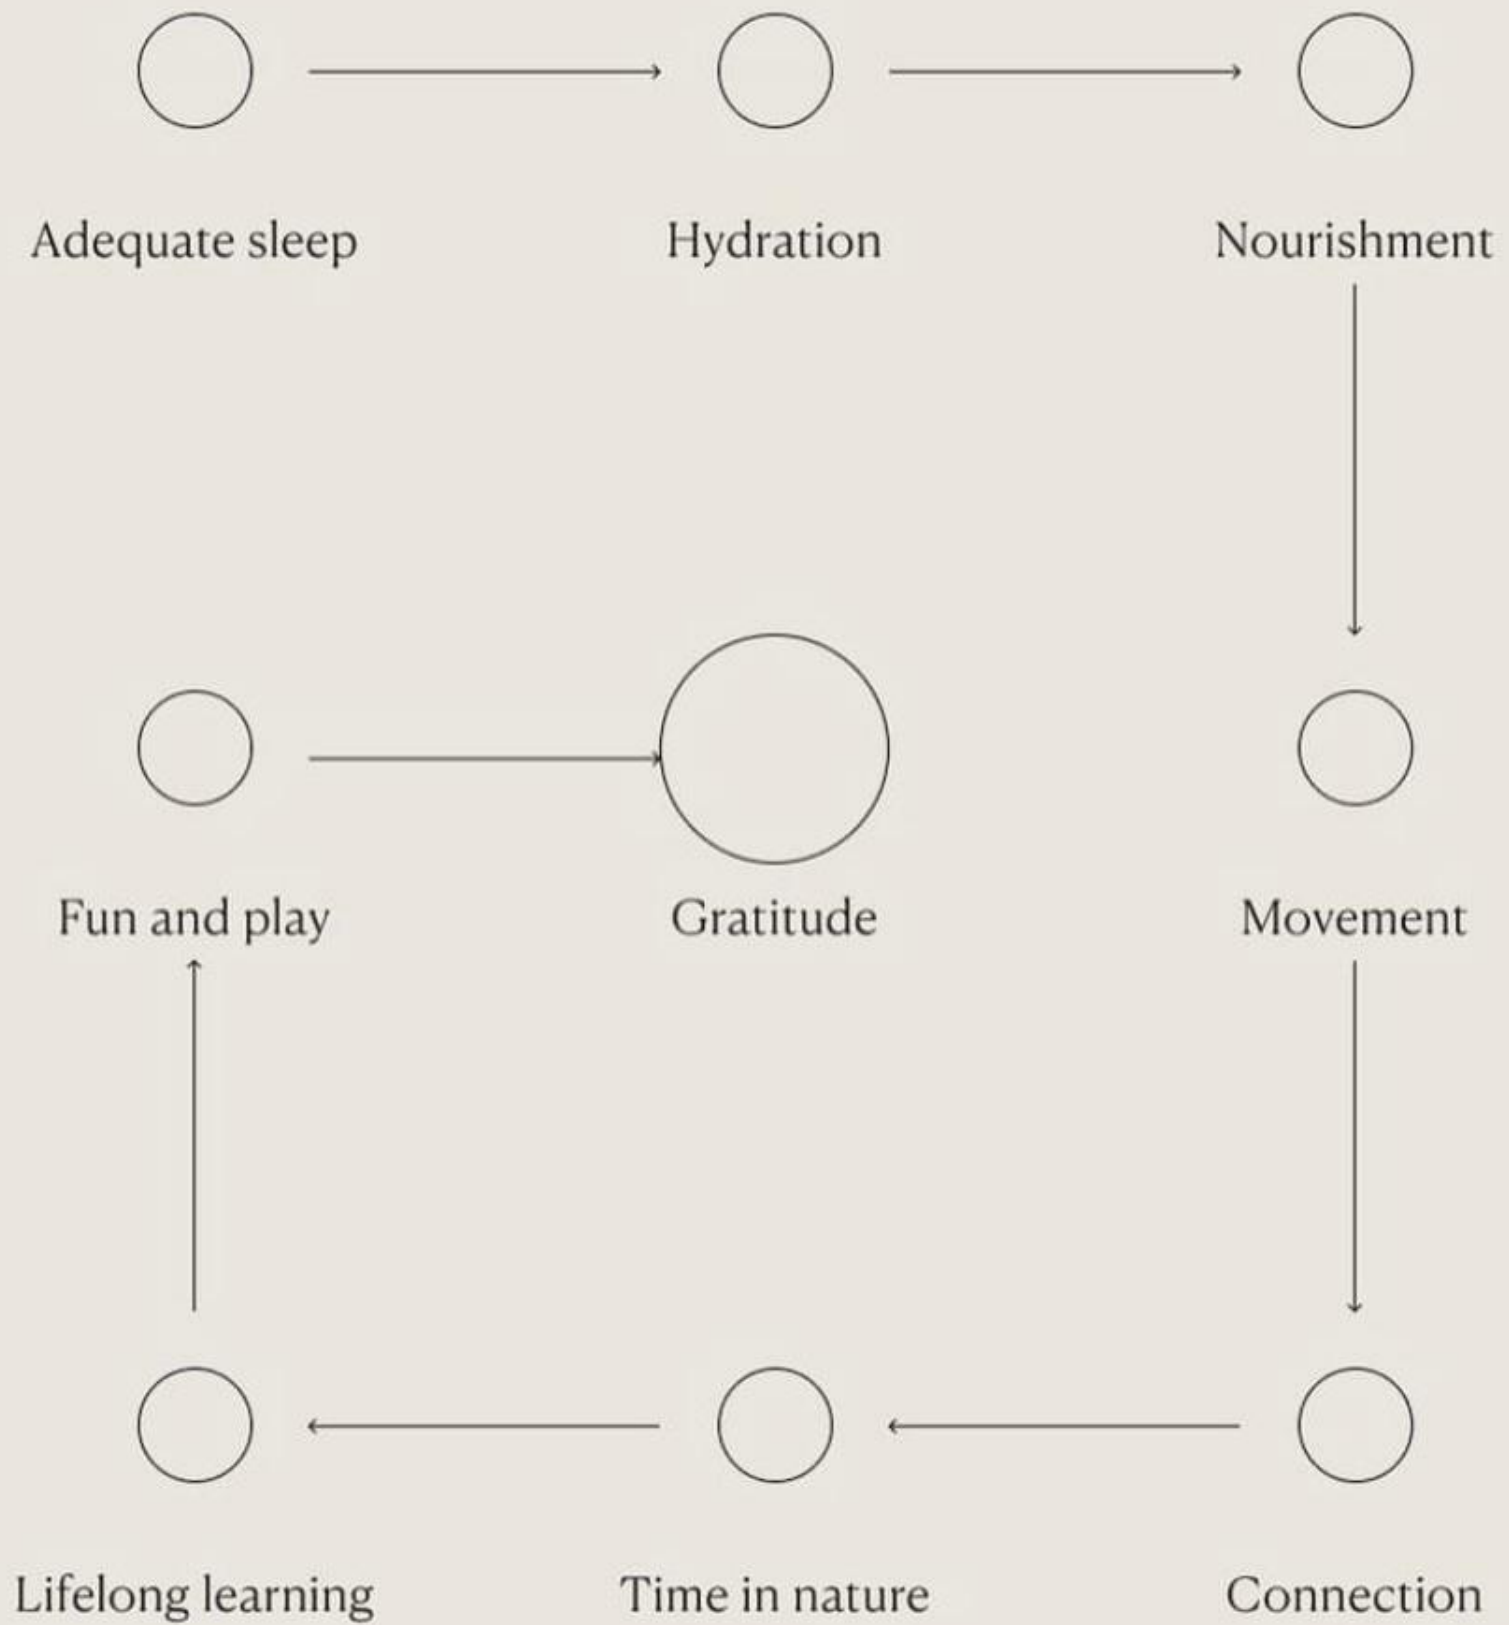 Adequate sleep
Hydration
Nourishment
Fun and play
Gratitude
Movement
Lifelong learning
Time in nature
Connection